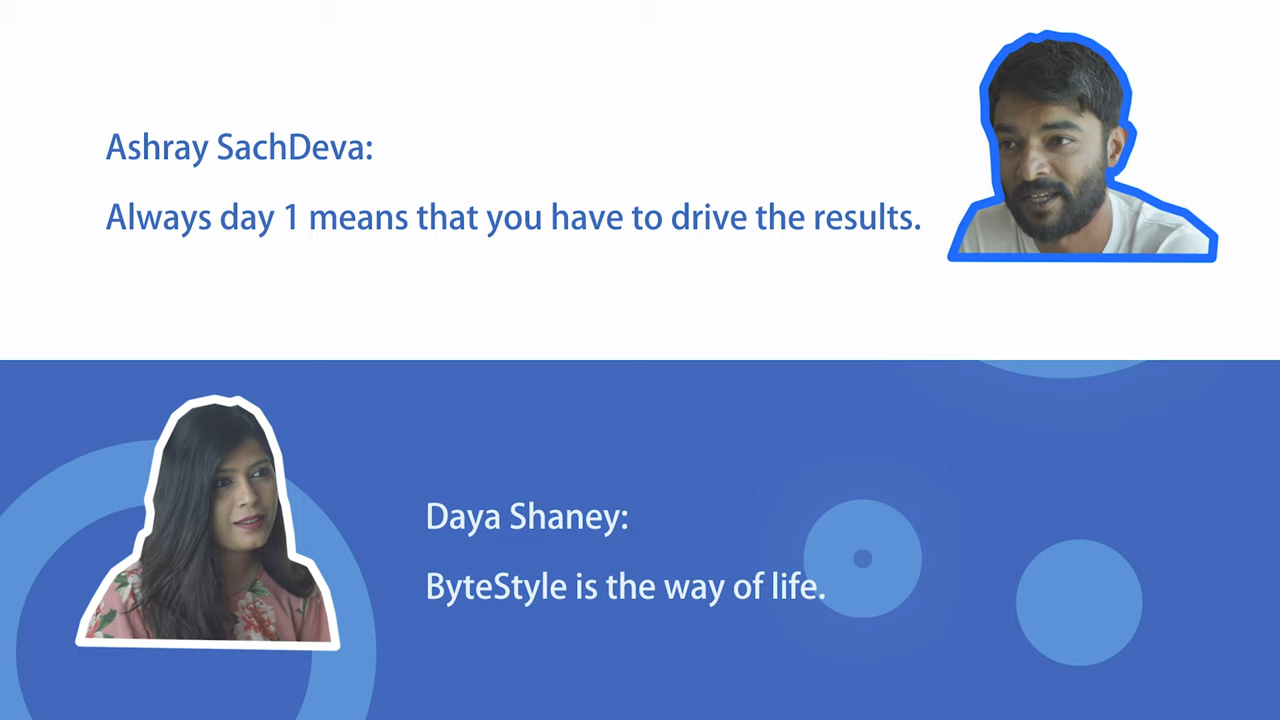 Ashray SachDeva:
Always day 1 means that you have to drive the results.
Daya Shaney:
ByteStyle is the way of life.